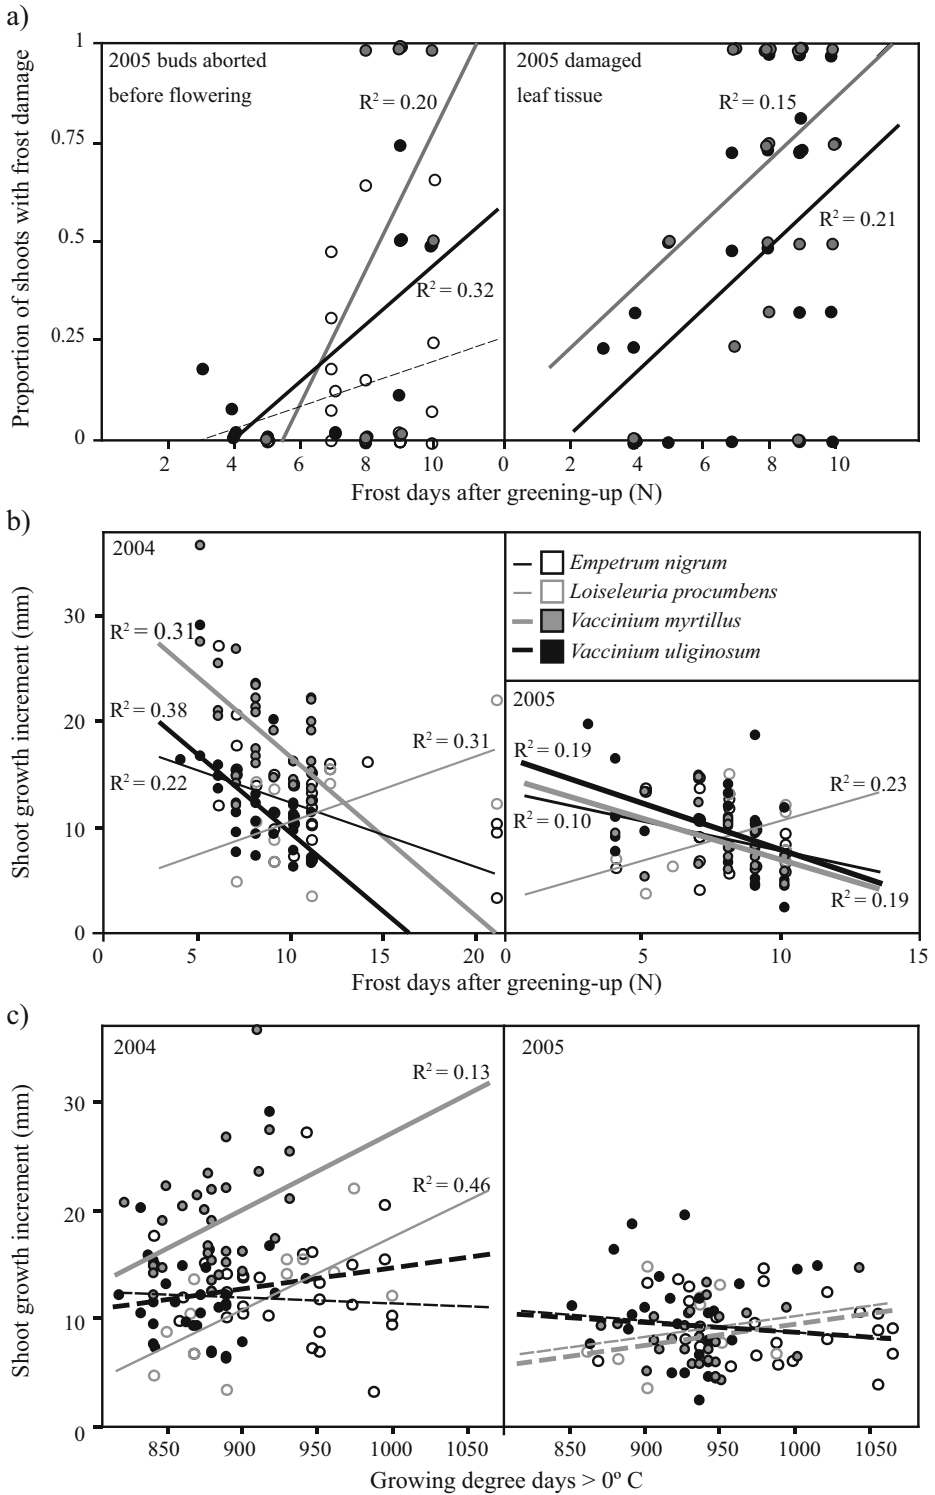 a)
Proportion of shoots with frost damage
1
0.75
0.5
0.25
0
2005 buds aborted
before flowering
R² = 0.20
R² = 0.32
2005 damaged
leaf tissue
R² = 0.15
R² = 0.21
2 4 6 8 10 0 2 4 6 8 10
Frost days after greening-up (N)
b)
Shoot growth increment (mm)
30
20
10
0
2004
R² = 0.31
R² = 0.38
R² = 0.22
R² = 0.31
Empetrum nigrum
Loiseleuria procumbens
Vaccinium myrtillus
Vaccinium uliginosum
2005
R² = 0.19
R² = 0.10
R² = 0.23
R² = 0.19
0 5 10 15 20 0 5 10 15
Frost days after greening-up (N)
c)
Shoot growth increment (mm)
30
20
10
0
2004
R² = 0.13
R² = 0.46
2005
850 900 950 1000 1050 850 900 950 1000 1050
Growing degree days > 0º C